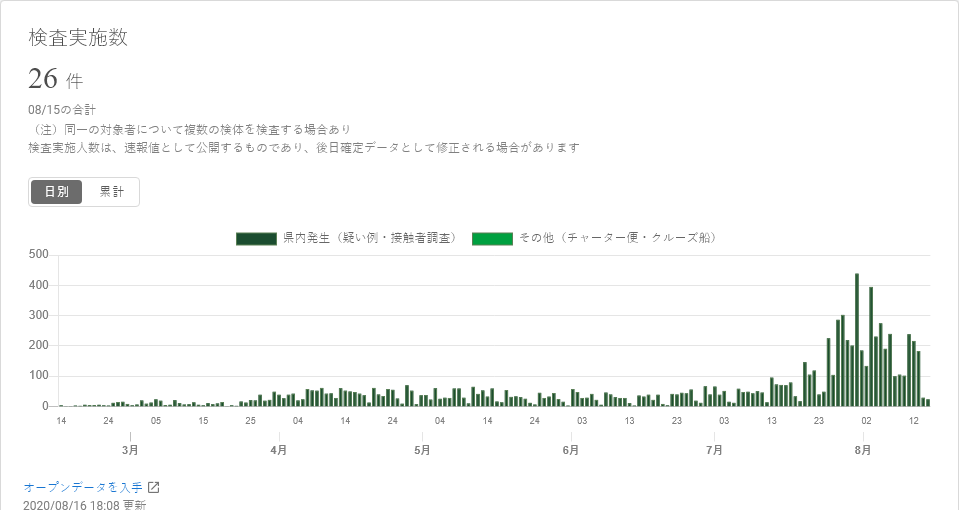 検査実施数
26 件
08/15の合計
（注）同一の対象者について複数の検体を検査する場合あり
検査実施人数は、速報値として公開するものであり、後日確定データとして修正される場合があります
日別 累計
県内発生（疑い例・接触者調査） その他（チャーター便・クルーズ船）
500
400
300
200
100
0
14 24 05 15 25 04 14 24 04 14 24 03 13 23 03 13 23 02 12
3月 4月 5月 6月 7月 8月
オープンデータを入手
2020/08/16 18:08 更新